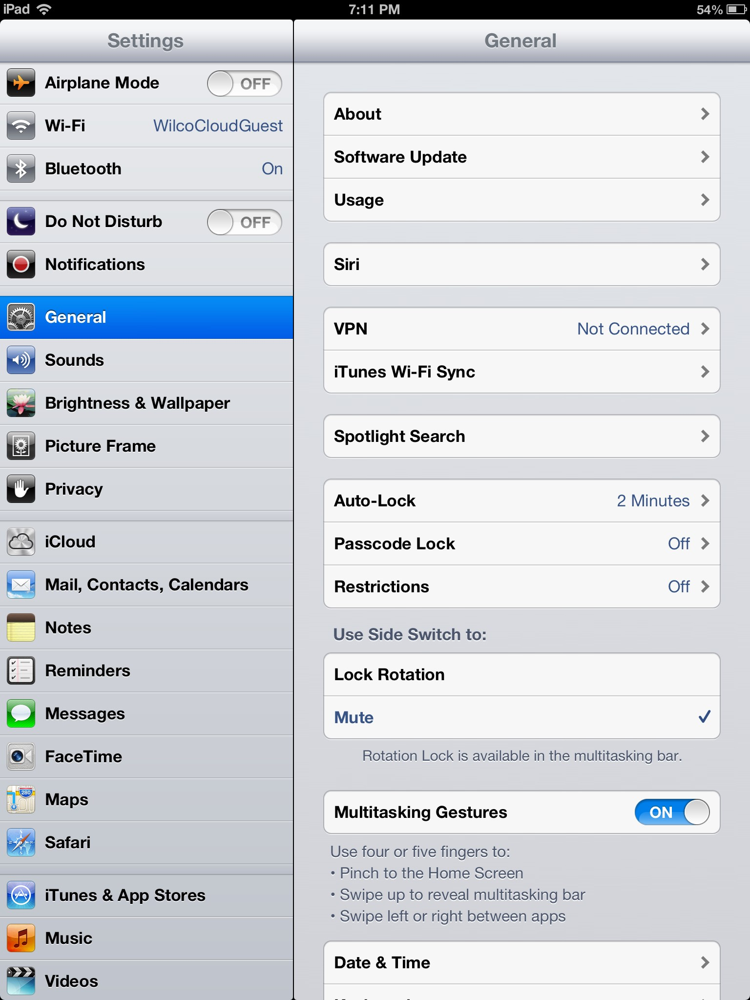 iPad 7:11 PM 54%
Settings
Airplane Mode OFF
Wi-Fi WilcoCloudGuest
Bluetooth On
Do Not Disturb OFF
Notifications
General
Sounds
Brightness & Wallpaper
Picture Frame
Privacy
iCloud
Mail, Contacts, Calendars
Notes
Reminders
Messages
FaceTime
280
Maps
Safari
iTunes & App Stores
Music
Videos
General
About
Software Update
Usage
Siri
VPN Not Connected
iTunes Wi-Fi Sync
Spotlight Search
Auto-Lock 2 Minutes
Passcode Lock Off
Restrictions Off
Use Side Switch to:
Lock Rotation
Mute
Rotation Lock is available in the multitasking bar.
Multitasking Gestures ON
Use four or five fingers to:
• Pinch to the Home Screen
• Swipe up to reveal multitasking bar
• Swipe left or right between apps
Date & Time